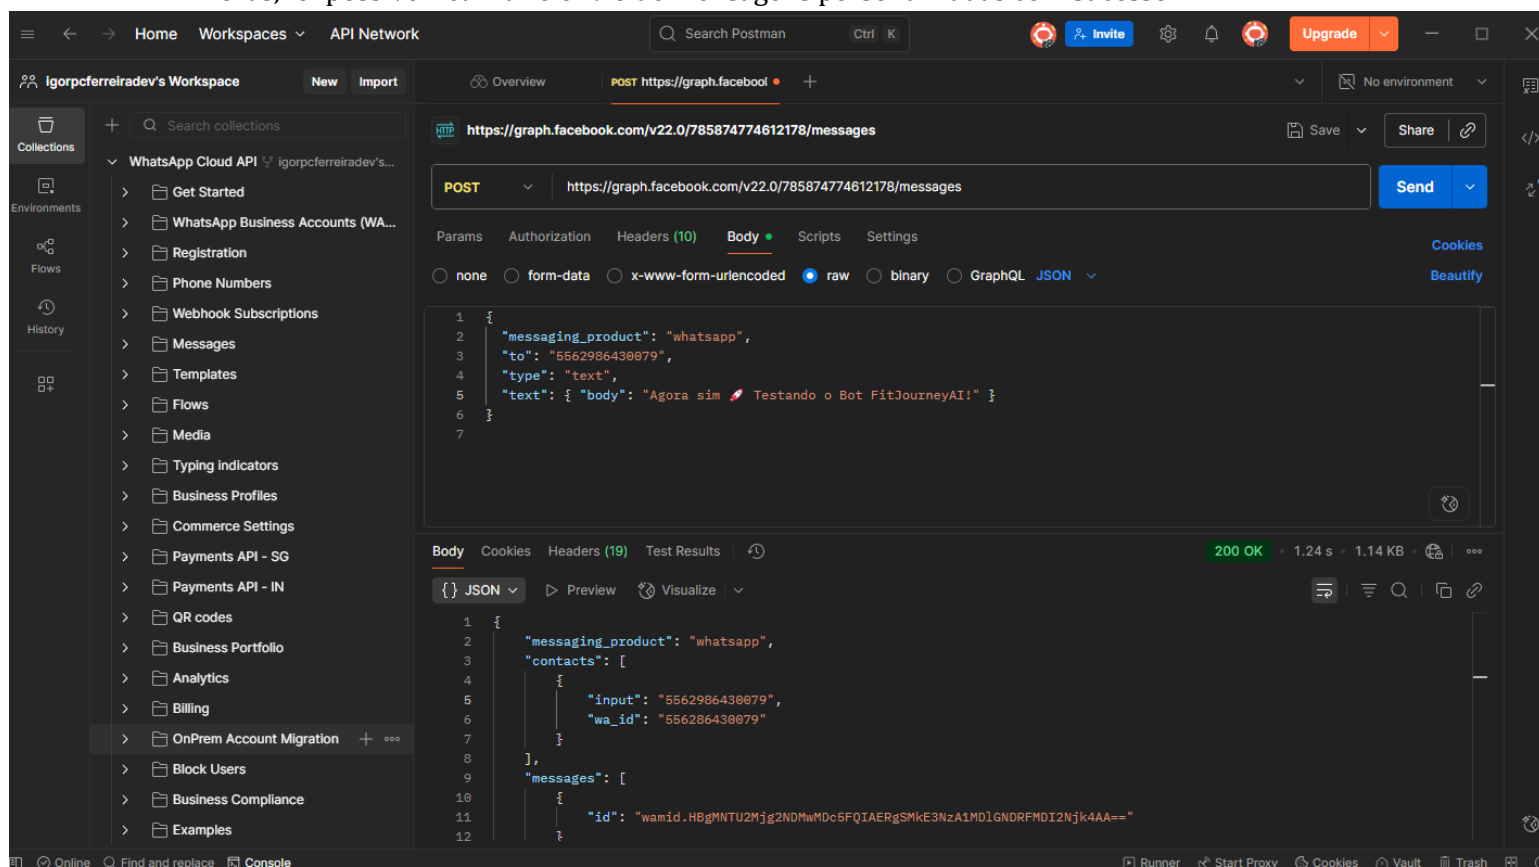 Home Workspaces API Network Search Postman Ctrl K Invite Upgrade
igorpcferreiradev's Workspace New Import Overview POST https://graph.facebool No environment
Collections
Environments
Flows
History
Search collections
WhatsApp Cloud API igorpcferreiradev's...
Get Started
WhatsApp Business Accounts (WA...
Registration
Phone Numbers
Webhook Subscriptions
Messages
Templates
Flows
Media
Typing indicators
Business Profiles
Commerce Settings
Payments API - SG
Payments API - IN
QR codes
Business Portfolio
Analytics
Billing
OnPrem Account Migration
Block Users
Business Compliance
Examples
HTTP https://graph.facebook.com/v22.0/785874774612178/messages Save Share
POST https://graph.facebook.com/v22.0/785874774612178/messages Send
Params Authorization Headers (10) Body Scripts Settings Cookies
none form-data x-www-form-urlencoded raw binary GraphQL JSON Beautify
1 {
2 "messaging_product": "whatsapp",
3 "to": "5562986430079",
4 "type": "text",
5 "text": { "body": "Agora sim 🚀 Testando o Bot FitJourneyAI!" }
6 }
7
Body Cookies Headers (19) Test Results 200 OK 1.24 s 1.14 KB
{} JSON Preview Visualize
1 {
2 "messaging_product": "whatsapp",
3 "contacts": [
4 {
5 "input": "5562986430079",
6 "wa_id": "556286430079"
7 }
8 ],
9 "messages": [
10 {
11 "id": "wamid.HBgMNTU2Mjg2NDMwMDc5FQIAERgSMkE3NzA1MDlGNDRFMDI2Njk4AA=="
12 }
Online Find and replace Console Runner Start Proxy Cookies Vault Trash